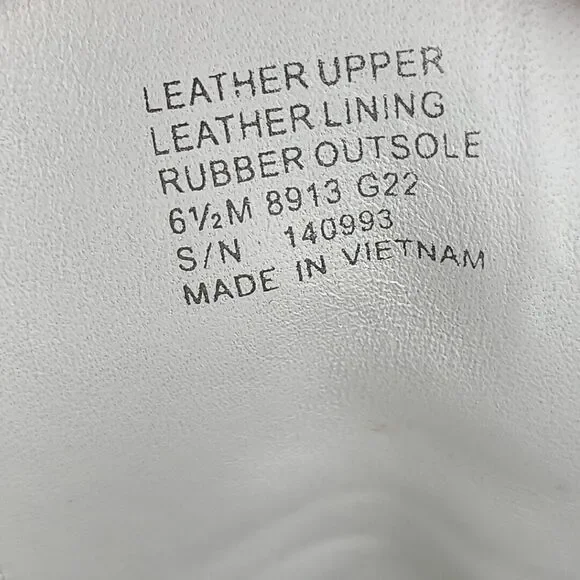 LEATHER UPPER
LEATHER LINING
RUBBER OUTSOLE
6½M 8913 G22
S/N 140993
MADE IN VIETNAM